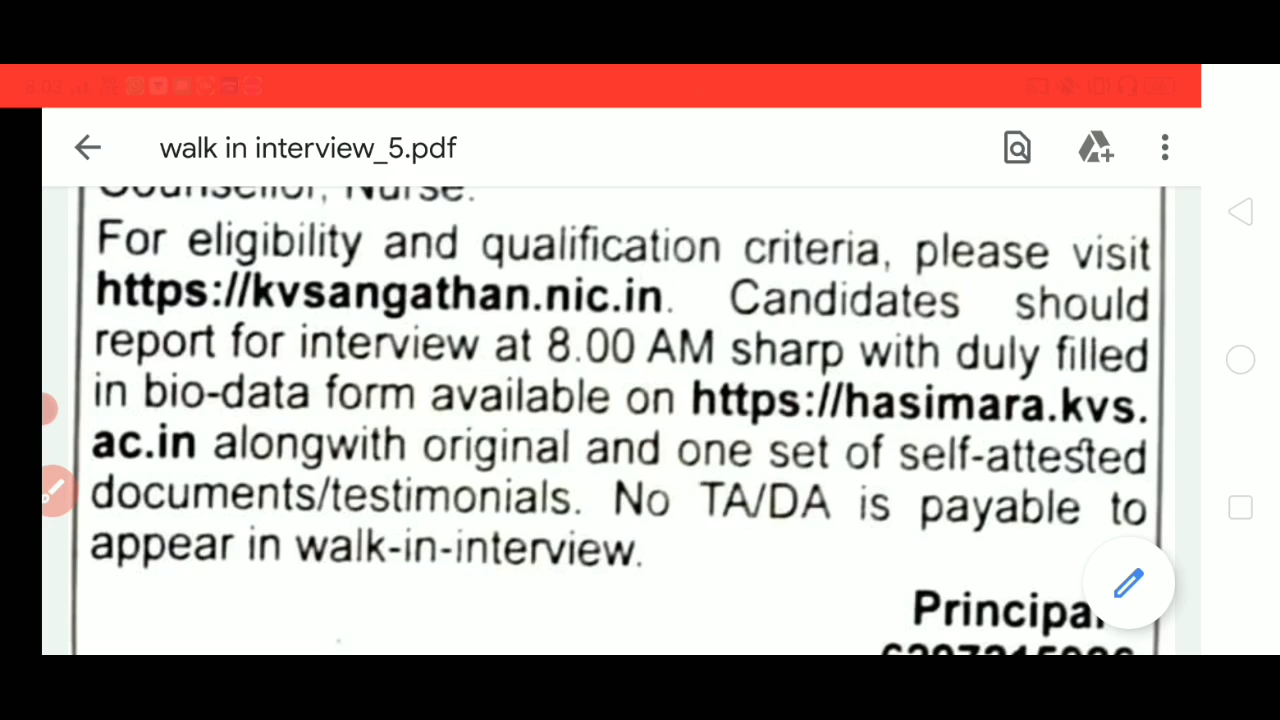 walk in interview_5.pdf
Counsellor, Nurse.
For eligibility and qualification criteria, please visit
https://kvsangathan.nic.in. Candidates should
report for interview at 8.00 AM sharp with duly filled
in bio-data form available on https://hasimara.kvs.
ac.in alongwith original and one set of self-attested
documents/testimonials. No TA/DA is payable to
appear in walk-in-interview.
Principal